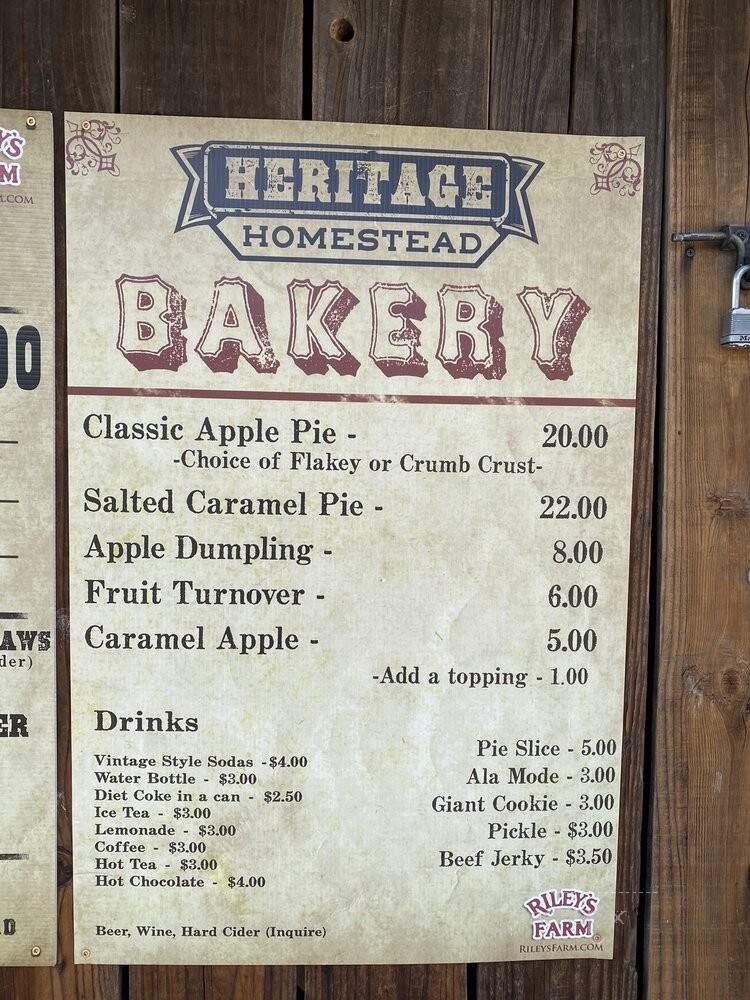 Y'S
M
.COM
00
AWS
der)
ER
D
HERITAGE
HOMESTEAD
BAKERY
Classic Apple Pie - 20.00
-Choice of Flakey or Crumb Crust-
Salted Caramel Pie - 22.00
Apple Dumpling - 8.00
Fruit Turnover - 6.00
Caramel Apple - 5.00
-Add a topping - 1.00
Drinks
Vintage Style Sodas -$4.00
Water Bottle - $3.00
Diet Coke in a can - $2.50
Ice Tea - $3.00
Lemonade - $3.00
Coffee - $3.00
Hot Tea - $3.00
Hot Chocolate - $4.00
Beer, Wine, Hard Cider (Inquire)
Pie Slice - 5.00
Ala Mode - 3.00
Giant Cookie - 3.00
Pickle - $3.00
Beef Jerky - $3.50
RILEY'S
FARM
RILEYSFARM.COM